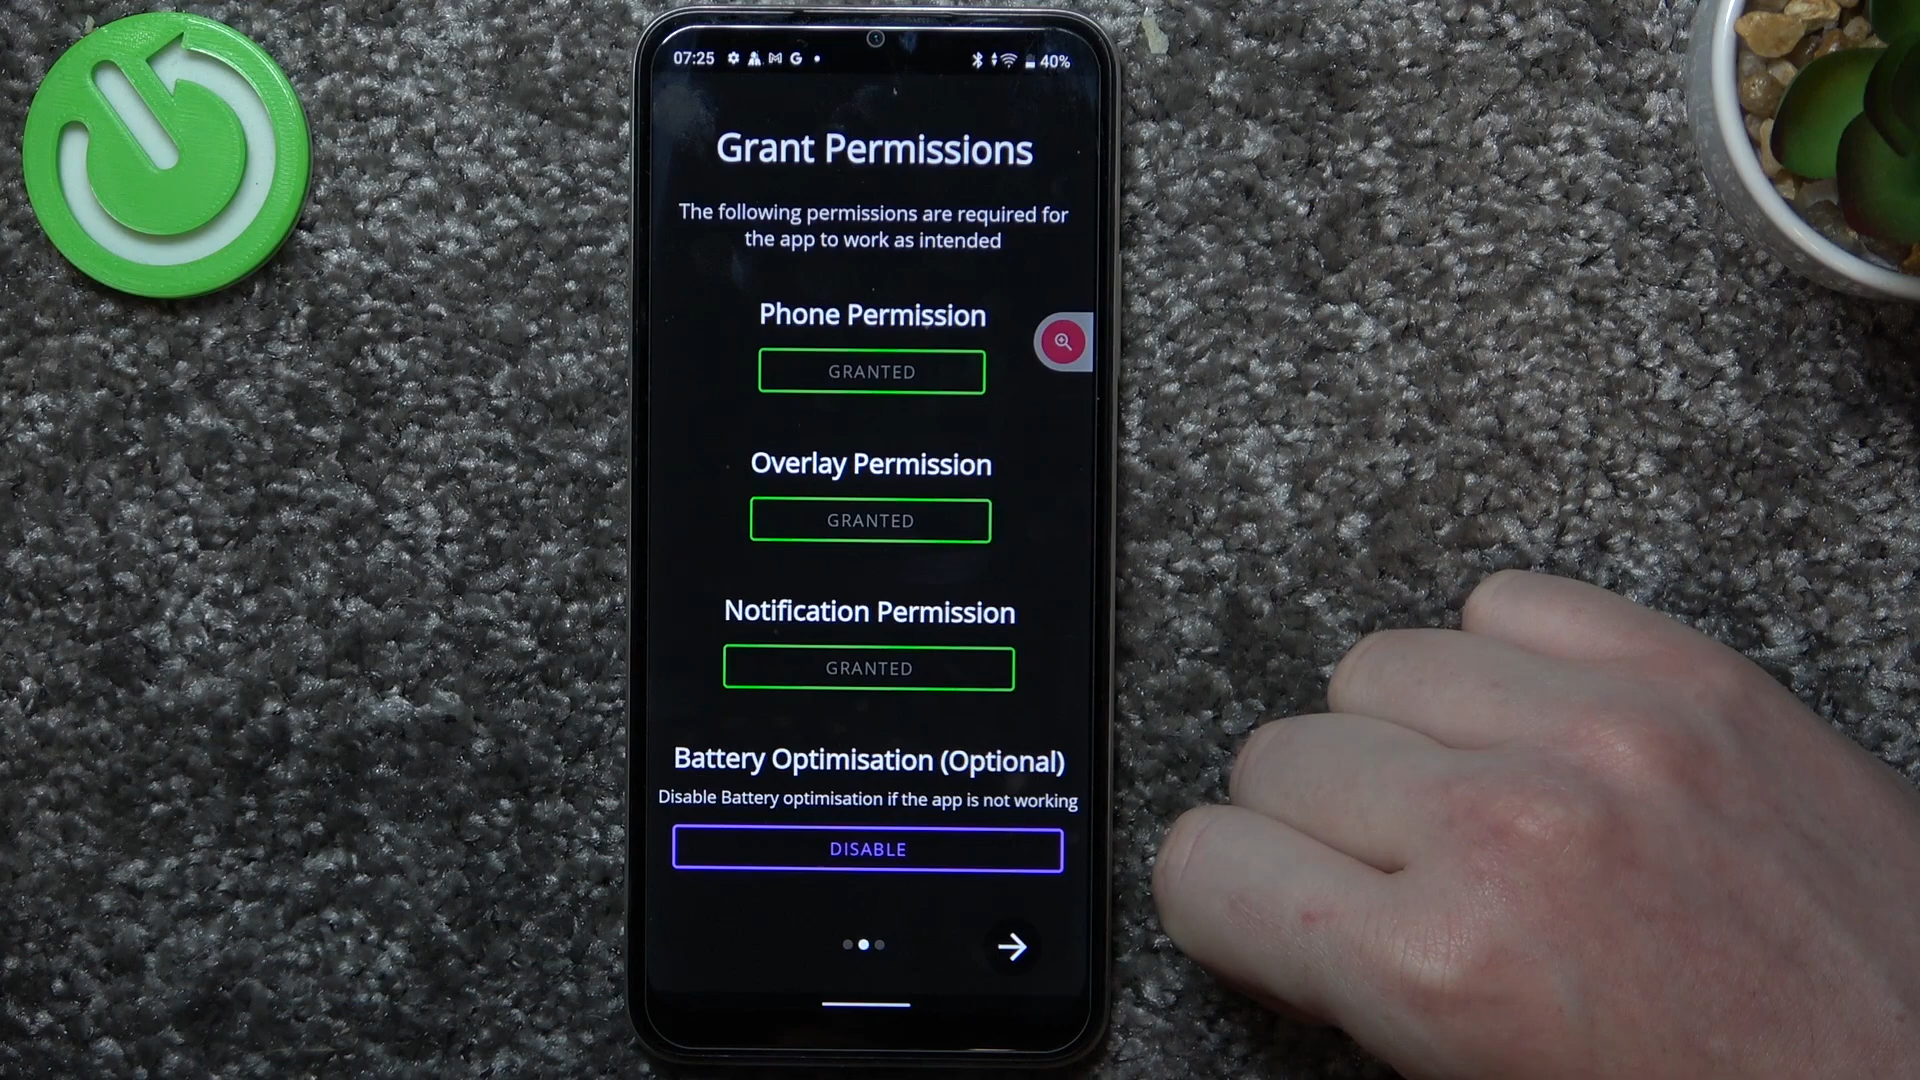 07:25 G 40%
Grant Permissions
The following permissions are required for
the app to work as intended
Phone Permission
GRANTED
Overlay Permission
GRANTED
Notification Permission
GRANTED
Battery Optimisation (Optional)
Disable Battery optimisation if the app is not working
DISABLE